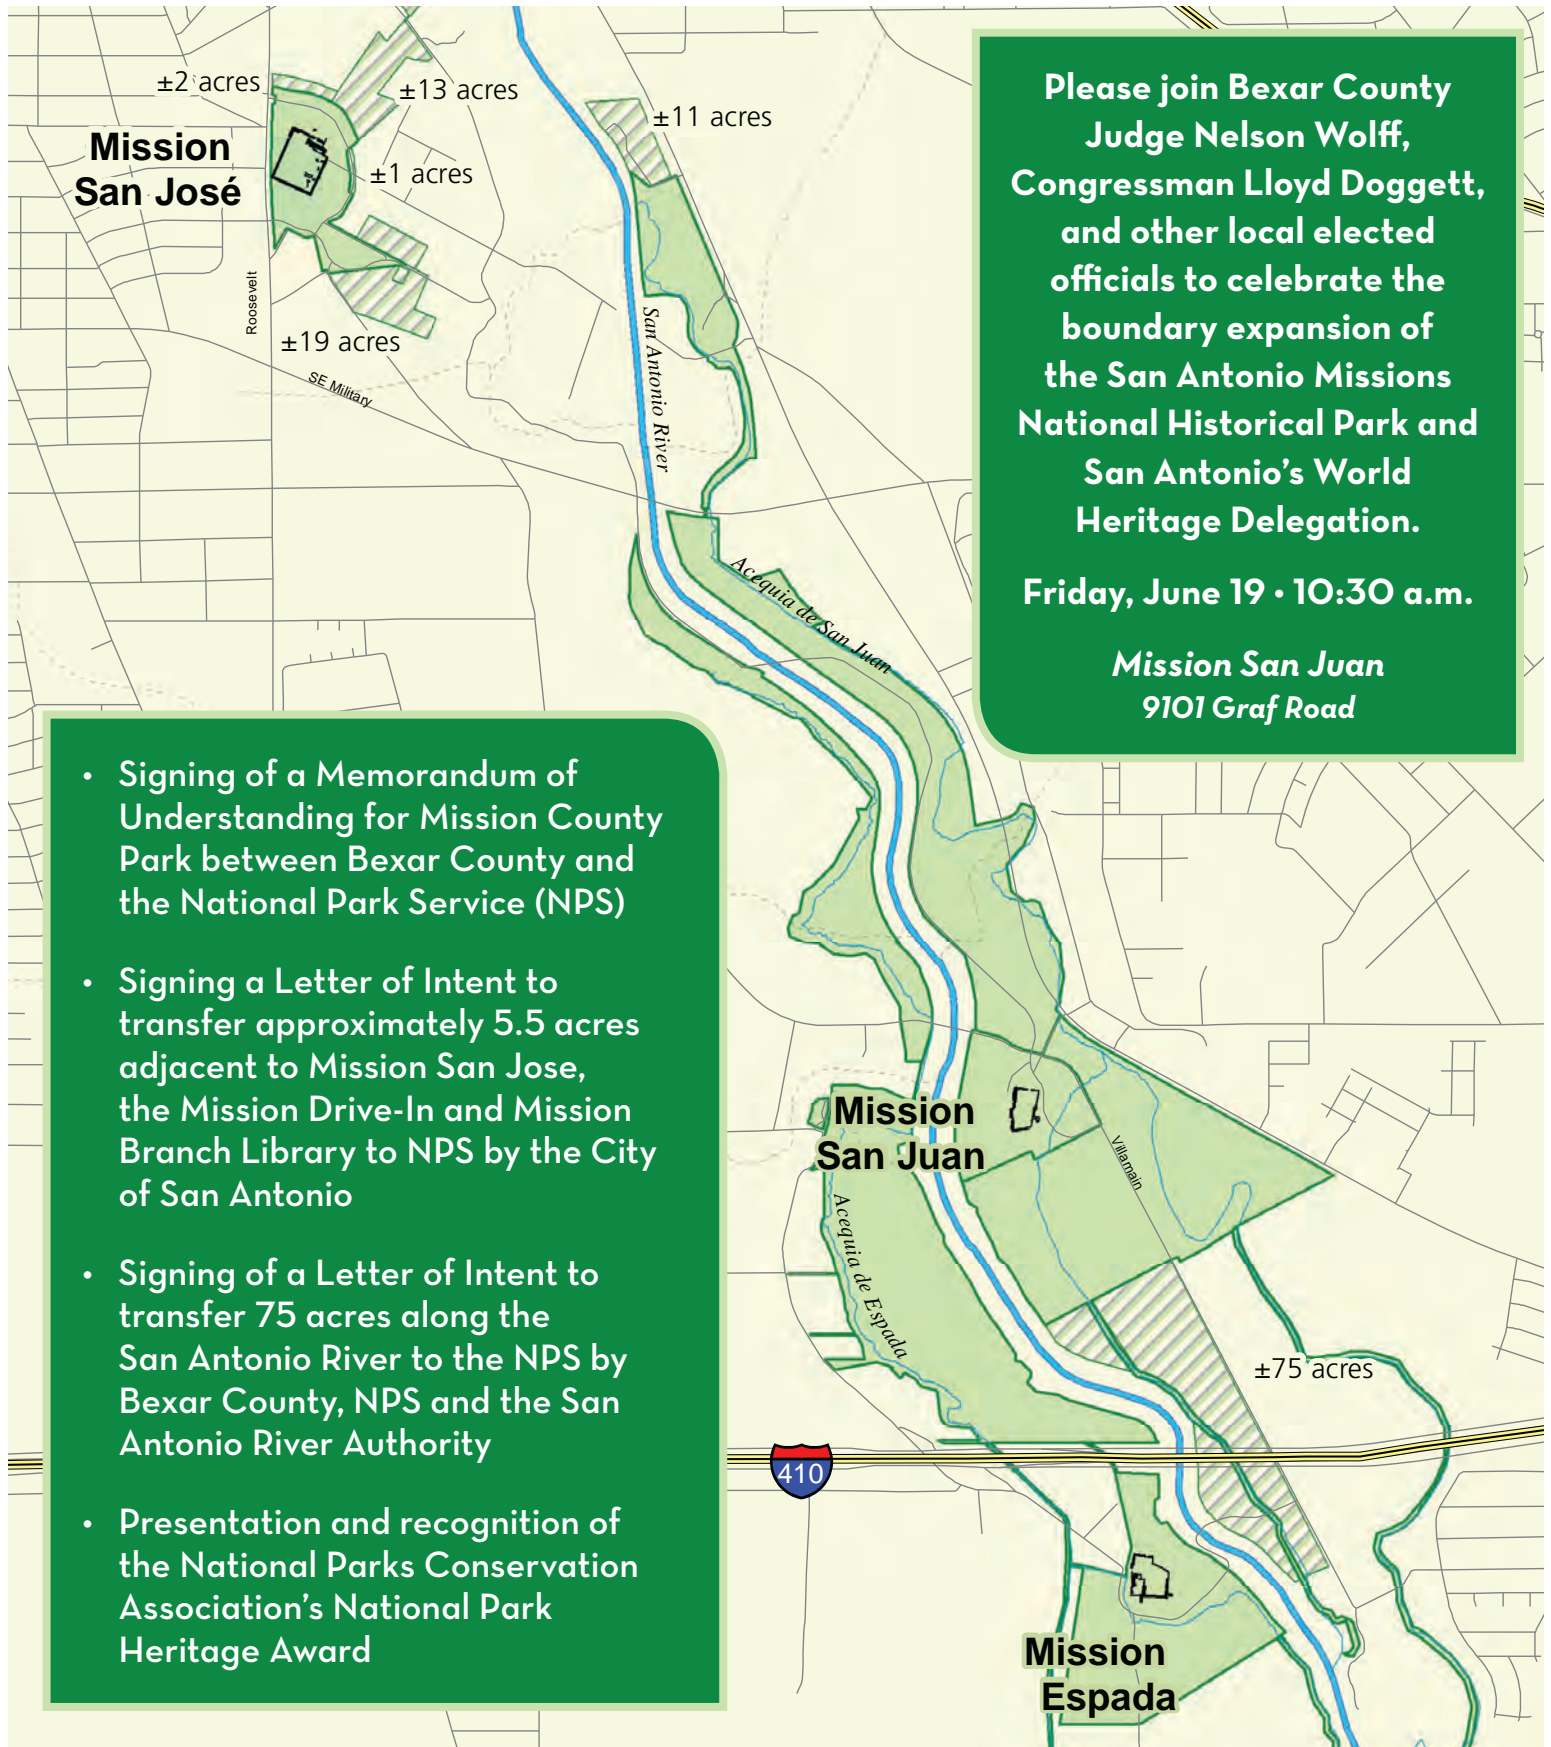 ±2 acres
±13 acres
±11 acres
Mission
San José
±1 acres
Roosevelt
±19 acres
SE Military
San Antonio River
Please join Bexar County
Judge Nelson Wolff,
Congressman Lloyd Doggett,
and other local elected
officials to celebrate the
boundary expansion of
the San Antonio Missions
National Historical Park and
San Antonio’s World
Heritage Delegation.
Friday, June 19 • 10:30 a.m.
Mission San Juan
9101 Graf Road
Acequia de San Juan
• Signing of a Memorandum of
Understanding for Mission County
Park between Bexar County and
the National Park Service (NPS)
• Signing a Letter of Intent to
transfer approximately 5.5 acres
adjacent to Mission San Jose,
the Mission Drive-In and Mission
Branch Library to NPS by the City
of San Antonio
• Signing of a Letter of Intent to
transfer 75 acres along the
San Antonio River to the NPS by
Bexar County, NPS and the San
Antonio River Authority
• Presentation and recognition of
the National Parks Conservation
Association’s National Park
Heritage Award
Mission
San Juan
Villamain
Acequia de Espada
±75 acres
410
Mission
Espada